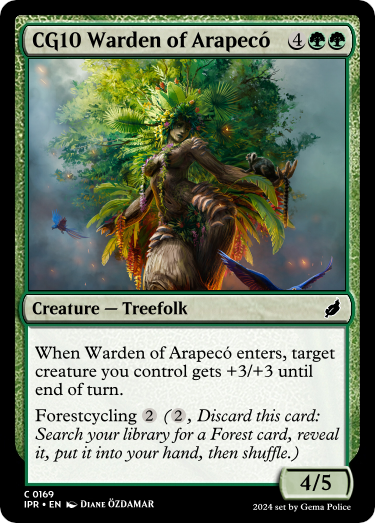 CG10 Warden of Arapecó 4
Creature — Treefolk
When Warden of Arapecó enters, target
creature you control gets +3/+3 until
end of turn.
Forestcycling 2 (2, Discard this card:
Search your library for a Forest card, reveal
it, put it into your hand, then shuffle.)
4/5
C 0169
IPR • EN Diane ÖZDAMAR
2024 set by Gema Police